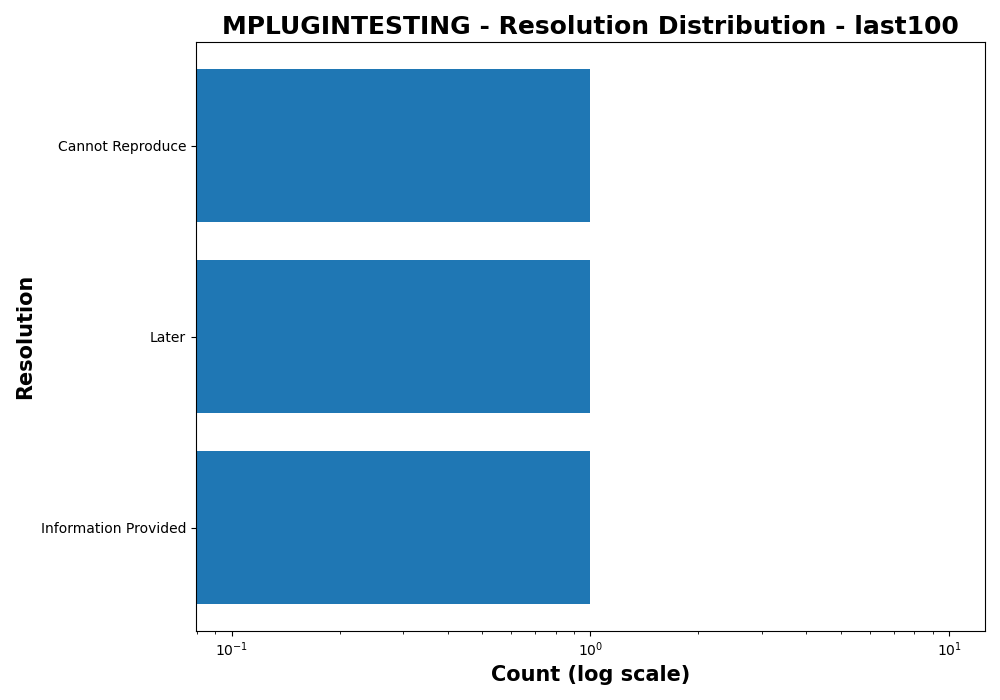 MPLUGINTESTING - Resolution Distribution - last100
Cannot Reproduce
Later
Information Provided
Resolution
10⁻¹
10⁰
10¹
Count (log scale)